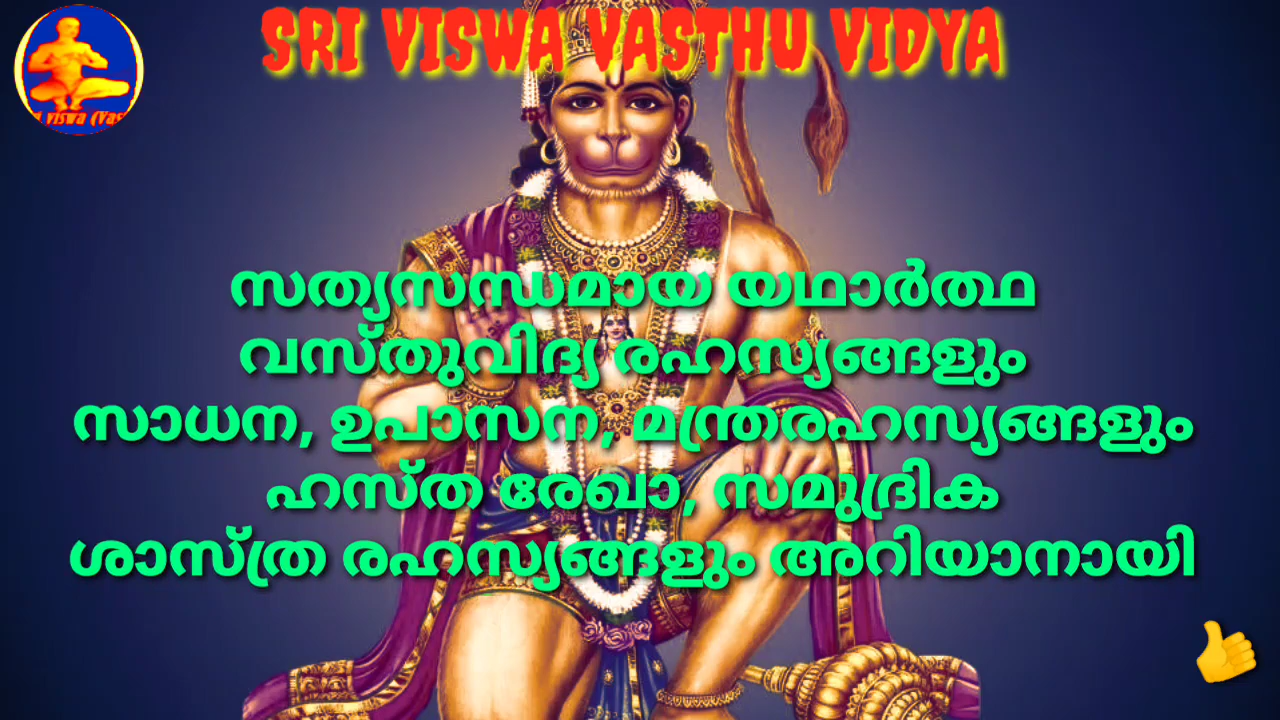 SRI VISWA VASTHU VIDYA
സത്യസന്ധമായ യഥാർത്ഥ
വസ്തുവിദ്യ രഹസ്യങ്ങളും
സാധന, ഉപാസന, മന്ത്രരഹസ്യങ്ങളും
ഹസ്ത രേഖാ, സമുദ്രിക
ശാസ്ത്ര രഹസ്യങ്ങളും അറിയാനായി
viswa